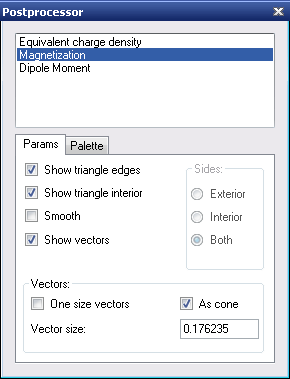 Postprocessor
Equivalent charge density
Magnetization
Dipole Moment
Params Palette
Show triangle edges
Show triangle interior
Smooth
Show vectors
Sides:
Exterior
Interior
Both
Vectors:
One size vectors As cone
Vector size: 0.176235